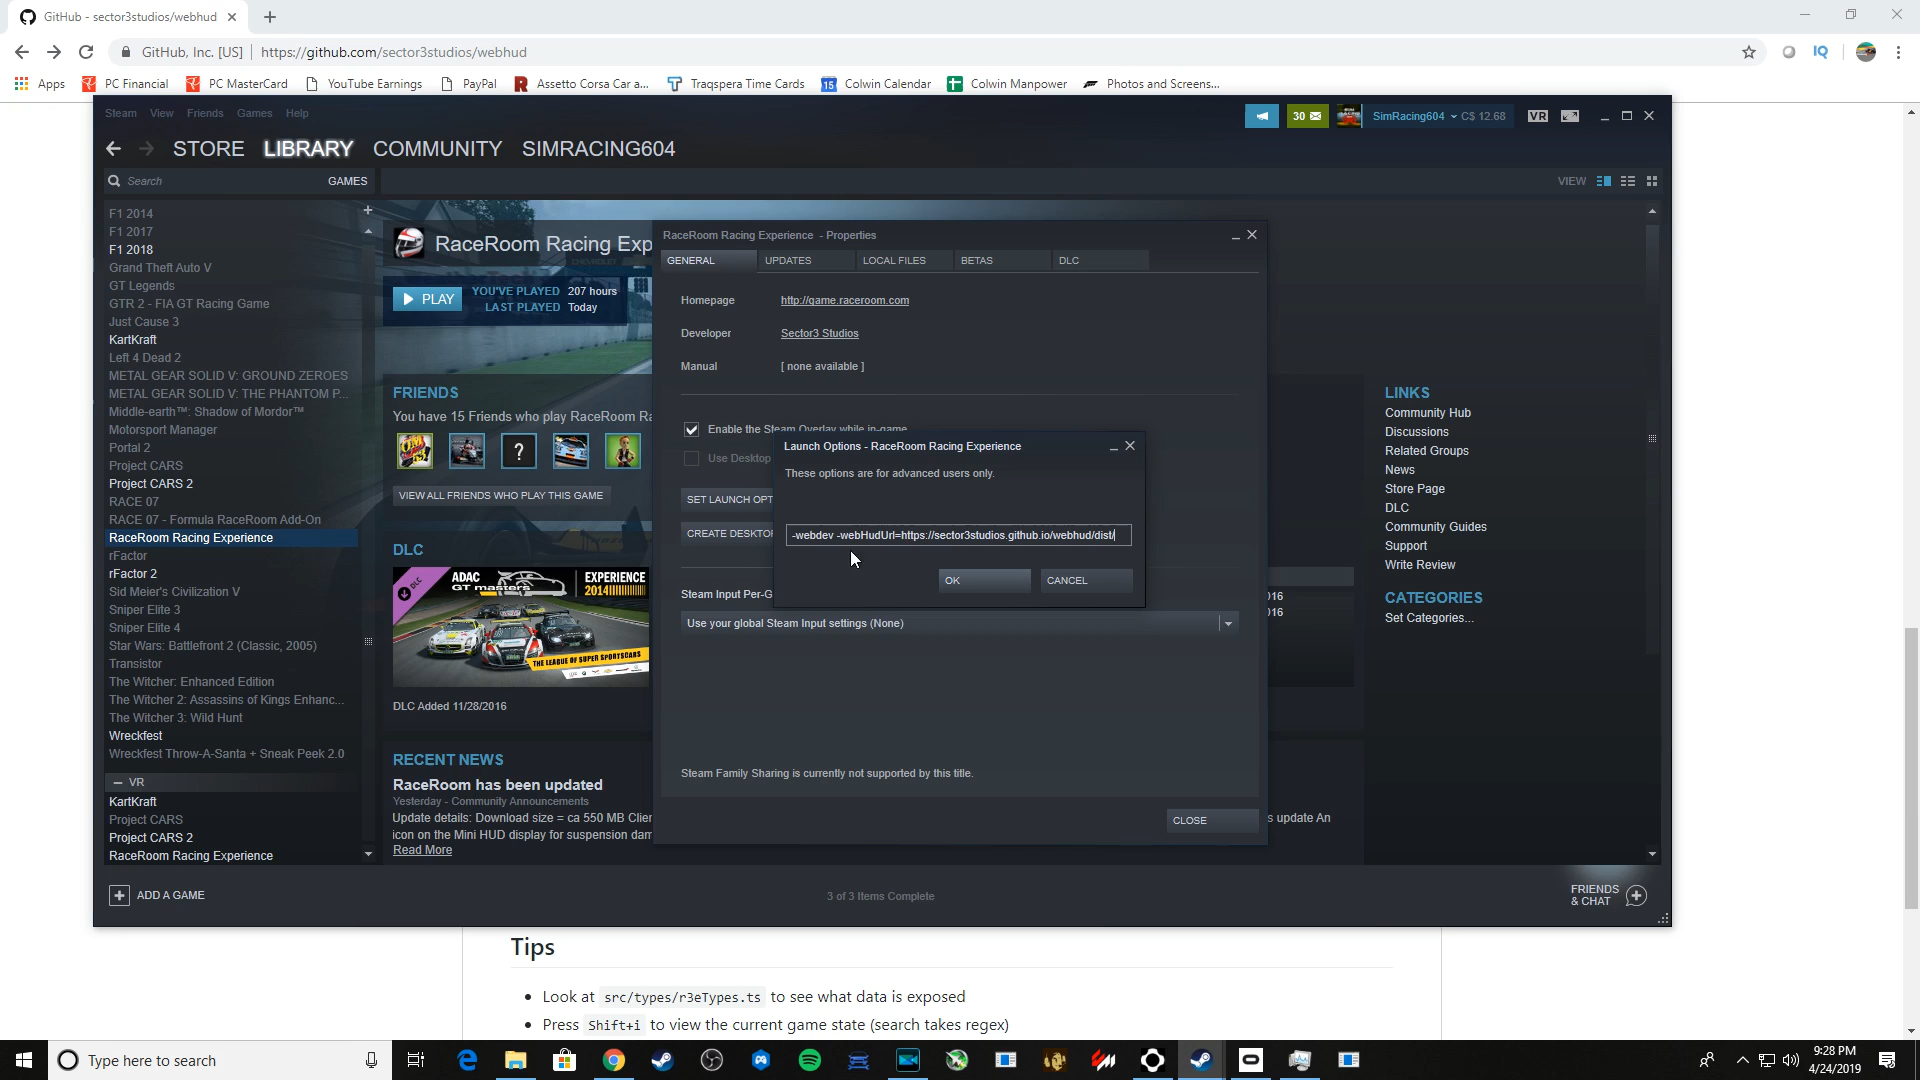 GitHub - sector3studios/webhud
GitHub, Inc. [US] | https://github.com/sector3studios/webhud
IQ
Apps PC Financial PC MasterCard YouTube Earnings PayPal Assetto Corsa Car a... Traqspera Time Cards 15 Colwin Calendar Colwin Manpower Photos and Screens...
Steam View Friends Games Help
30 SimRacing604 C$ 12.68 VR
STORE LIBRARY COMMUNITY SIMRACING604
Search GAMES VIEW
F1 2014
F1 2017
F1 2018
Grand Theft Auto V
GT Legends
GTR 2 - FIA GT Racing Game
Just Cause 3
KartKraft
Left 4 Dead 2
METAL GEAR SOLID V: GROUND ZEROES
METAL GEAR SOLID V: THE PHANTOM P...
Middle-earth™: Shadow of Mordor™
Motorsport Manager
Portal 2
Project CARS
Project CARS 2
RACE 07
RACE 07 - Formula RaceRoom Add-On
RaceRoom Racing Experience
rFactor
rFactor 2
Sid Meier's Civilization V
Sniper Elite 3
Sniper Elite 4
Star Wars: Battlefront 2 (Classic, 2005)
Transistor
The Witcher: Enhanced Edition
The Witcher 2: Assassins of Kings Enhanc...
The Witcher 3: Wild Hunt
Wreckfest
Wreckfest Throw-A-Santa + Sneak Peek 2.0
VR
KartKraft
Project CARS
Project CARS 2
RaceRoom Racing Experience
ADD A GAME
RaceRoom Racing Exp
PLAY
YOU'VE PLAYED 207 hours
LAST PLAYED Today
FRIENDS
You have 15 Friends who play RaceRoom Ra
?
VIEW ALL FRIENDS WHO PLAY THIS GAME
DLC
DLC
ADAC GT masters EXPERIENCE 2014
THE LEAGUE OF SUPER SPORTSCARS
DLC Added 11/28/2016
RECENT NEWS
RaceRoom has been updated
Yesterday - Community Announcements
Update details: Download size = ca 550 MB Clier
s update An
icon on the Mini HUD display for suspension dam
Read More
RaceRoom Racing Experience - Properties
GENERAL UPDATES LOCAL FILES BETAS DLC
Homepage http://game.raceroom.com
Developer Sector3 Studios
Manual [ none available ]
Enable the Steam Overlay while in-game
Use Desktop
SET LAUNCH OPT
CREATE DESKTOP
Steam Input Per-G
Use your global Steam Input settings (None)
Steam Family Sharing is currently not supported by this title.
CLOSE
Launch Options - RaceRoom Racing Experience
These options are for advanced users only.
-webdev -webHudUrl=https://sector3studios.github.io/webhud/dist/
OK CANCEL
016
016
LINKS
Community Hub
Discussions
Related Groups
News
Store Page
DLC
Community Guides
Support
Write Review
CATEGORIES
Set Categories...
3 of 3 Items Complete
FRIENDS
& CHAT
Tips
Look at src/types/r3eTypes.ts to see what data is exposed
Press Shift+i to view the current game state (search takes regex)
Type here to search
9:28 PM
4/24/2019